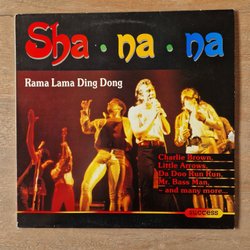 Sha • na • na
Rama Lama Ding Dong
Charlie Brown,
Little Arrows,
Da Doo Run Run,
Mr. Bass Man,
– and many more...
success